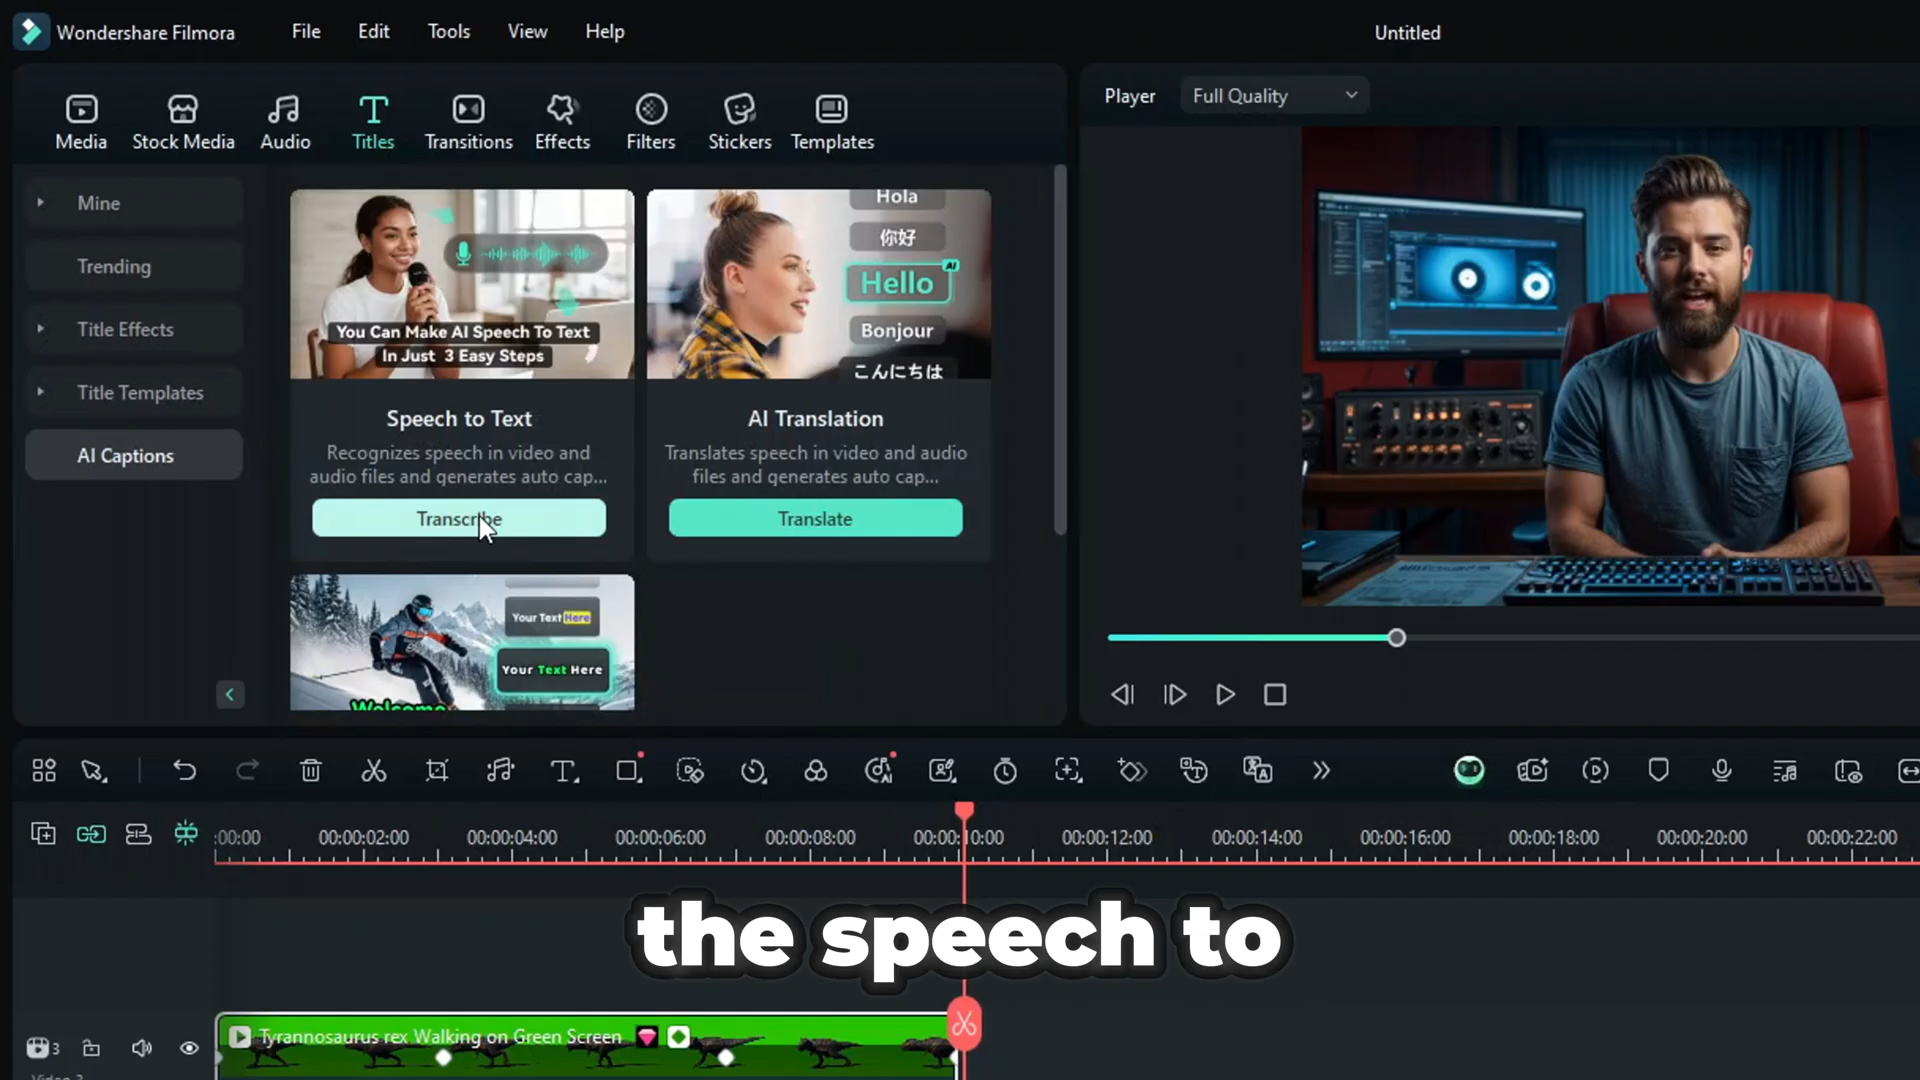 Wondershare Filmora
File Edit Tools View Help
Untitled
Media Stock Media Audio Titles Transitions Effects Filters Stickers Templates
Player Full Quality
Mine
Trending
Title Effects
Title Templates
AI Captions
You Can Make AI Speech To Text
In Just 3 Easy Steps
Speech to Text
Recognizes speech in video and
audio files and generates auto cap...
Transcribe
Hola
你好
Hello
AI
Bonjour
こんにちは
AI Translation
Translates speech in video and audio
files and generates auto cap...
Translate
Your Text Here
Your Text Here
Welcome
:00:00 00:00:02:00 00:00:04:00 00:00:06:00 00:00:08:00 00:00:10:00 00:00:12:00 00:00:14:00 00:00:16:00 00:00:18:00 00:00:20:00 00:00:22:00
the speech to
Tyrannosaurus rex Walking on Green Screen
3
Video 3